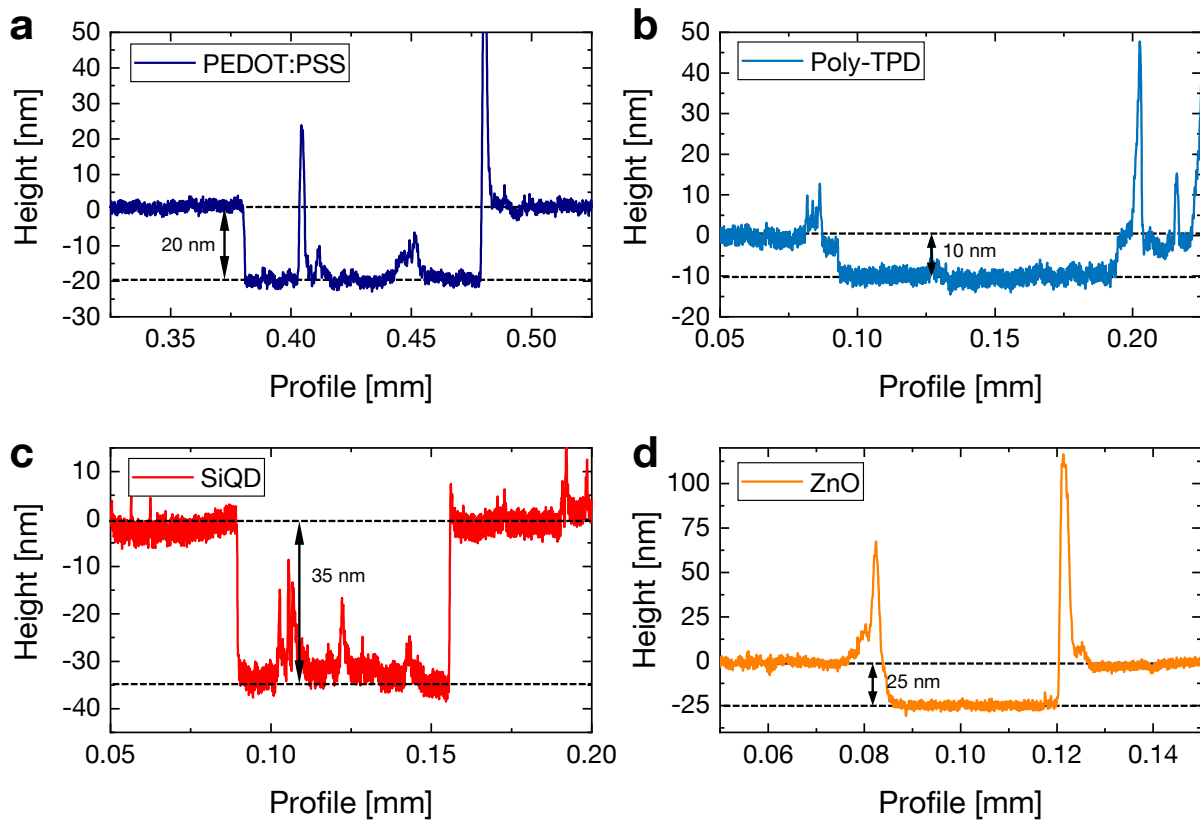 a
PEDOT:PSS
Height [nm]
50
40
30
20
10
0
-10
-20
-30
20 nm
0.35
0.40
0.45
0.50
Profile [mm]
b
Poly-TPD
Height [nm]
50
40
30
20
10
0
-10
-20
10 nm
0.05
0.10
0.15
0.20
Profile [mm]
c
SiQD
Height [nm]
10
0
-10
-20
-30
-40
35 nm
0.05
0.10
0.15
0.20
Profile [mm]
d
ZnO
Height [nm]
100
75
50
25
0
-25
25 nm
0.06
0.08
0.10
0.12
0.14
Profile [mm]